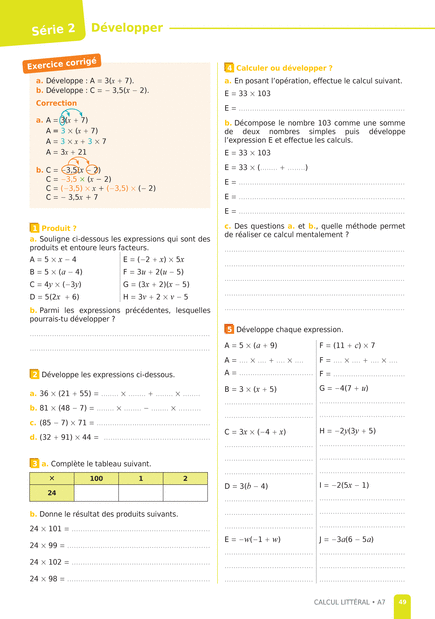 Série 2 Développer
Exercice corrigé
a. Développe : A = 3(x + 7).
b. Développe : C = − 3,5(x − 2).
Correction
a. A = 3(x + 7)
A = 3 × (x + 7)
A = 3 × x + 3 × 7
A = 3x + 21
b. C = −3,5(x − 2)
C = −3,5 × (x − 2)
C = (−3,5) × x + (−3,5) × (− 2)
C = − 3,5x + 7
1 Produit ?
a. Souligne ci-dessous les expressions qui sont des
produits et entoure leurs facteurs.
A = 5 × x − 4
B = 5 × (a − 4)
C = 4y × (−3y)
D = 5(2x + 6)
E = (−2 + x) × 5x
F = 3u + 2(u − 5)
G = (3x + 2)(x − 5)
H = 3v + 2 × v − 5
b. Parmi les expressions précédentes, lesquelles
pourrais-tu développer ?
2 Développe les expressions ci-dessous.
a. 36 × (21 + 55) = ........ × ........ + ........ × ........
b. 81 × (48 − 7) = ........ × ........ − ........ × ..........
c. (85 − 7) × 71 = ........................................
d. (32 + 91) × 44 = ........................................
3 a. Complète le tableau suivant.
× 100 1 2
24
b. Donne le résultat des produits suivants.
24 × 101 = ........................................
24 × 99 = ........................................
24 × 102 = ........................................
24 × 98 = ........................................
4 Calculer ou développer ?
a. En posant l'opération, effectue le calcul suivant.
E = 33 × 103
E = ........................................
b. Décompose le nombre 103 comme une somme
de deux nombres simples puis développe
l'expression E et effectue les calculs.
E = 33 × 103
E = 33 × (........ + ........)
E = ........................................
E = ........................................
E = ........................................
c. Des questions a. et b., quelle méthode permet
de réaliser ce calcul mentalement ?
5 Développe chaque expression.
A = 5 × (a + 9)
A = .... × .... + .... × ....
A = ..............................
B = 3 × (x + 5)
C = 3x × (−4 + x)
D = 3(b − 4)
E = −w(−1 + w)
F = (11 + c) × 7
F = .... × .... + .... × ....
F = ..............................
G = −4(7 + u)
H = −2y(3y + 5)
I = −2(5x − 1)
J = −3a(6 − 5a)
CALCUL LITTÉRAL • A7 49